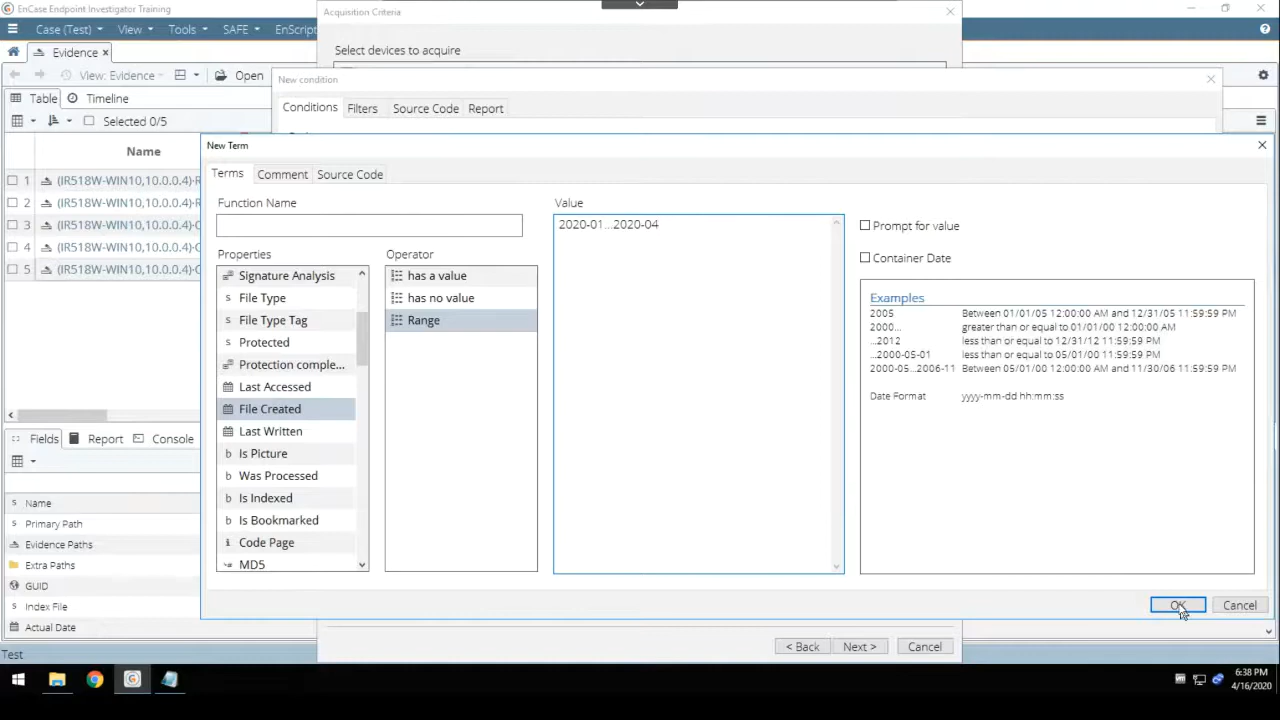 EnCase Endpoint Investigator Training
Acquisition Criteria
Case (Test) View Tools SAFE EnScript
Select devices to acquire
Evidence
View: Evidence Open
New condition
Table Timeline
Conditions Filters Source Code Report
Selected 0/5
New Term
Name
Terms Comment Source Code
1 (IR518W-WIN10,10.0.0.4)-
2 (IR518W-WIN10,10.0.0.4)-
3 (IR518W-WIN10,10.0.0.4)-
4 (IR518W-WIN10,10.0.0.4)-
5 (IR518W-WIN10,10.0.0.4)-
Function Name
Value
2020-01...2020-04
Prompt for value
Container Date
Properties
Operator
Signature Analysis
File Type
File Type Tag
Protected
Protection comple...
Last Accessed
File Created
Last Written
Is Picture
Was Processed
Is Indexed
Is Bookmarked
Code Page
MD5
has a value
has no value
Range
Examples
2005 Between 01/01/05 12:00:00 AM and 12/31/05 11:59:59 PM
2000... greater than or equal to 01/01/00 12:00:00 AM
...2012 less than or equal to 12/31/12 11:59:59 PM
...2000-05-01 less than or equal to 05/01/00 11:59:59 PM
2000-05...2006-11 Between 05/01/00 12:00:00 AM and 11/30/06 11:59:59 PM
Date Format yyyy-mm-dd hh:mm:ss
Fields Report Console
Name
Primary Path
Evidence Paths
Extra Paths
GUID
Index File
Actual Date
OK Cancel
< Back Next > Cancel
Test
6:38 PM
4/16/2020